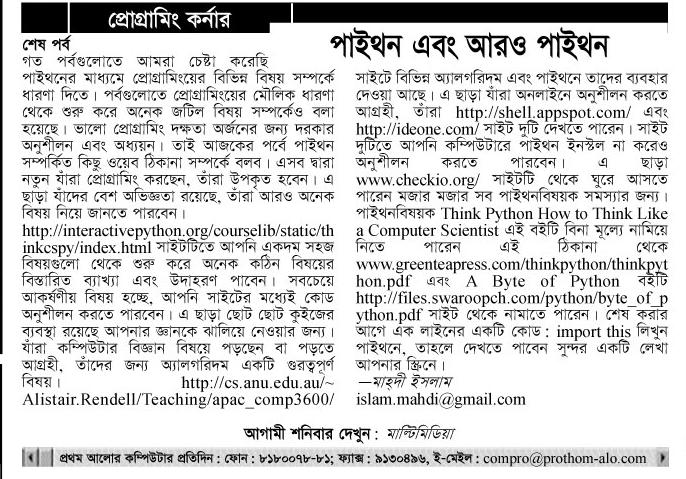 প্রোগ্রামিং কর্নার
শেষ পর্ব
পাইথন এবং আরও পাইথন
গত পর্বগুলোতে আমরা চেষ্টা করেছি
পাইথনের মাধ্যমে প্রোগ্রামিংয়ের বিভিন্ন বিষয় সম্পর্কে
ধারণা দিতে। পর্বগুলোতে প্রোগ্রামিংয়ের মৌলিক ধারণা
থেকে শুরু করে অনেক জটিল বিষয় সম্পর্কেও বলা
হয়েছে। ভালো প্রোগ্রামিং দক্ষতা অর্জনের জন্য দরকার
অনুশীলন এবং অধ্যয়ন। তাই আজকের পর্বে পাইথন
সম্পর্কিত কিছু ওয়েব ঠিকানা সম্পর্কে বলব। এসব দ্বারা
নতুন যাঁরা প্রোগ্রামিং করছেন, তাঁরা উপকৃত হবেন। এ
ছাড়া যাঁদের বেশ অভিজ্ঞতা রয়েছে, তাঁরা আরও অনেক
বিষয় নিয়ে জানতে পারবেন।
http://interactivepython.org/courselib/static/th
inkcspy/index.html সাইটটিতে আপনি একদম সহজ
বিষয়গুলো থেকে শুরু করে অনেক কঠিন বিষয়ের
বিস্তারিত ব্যাখ্যা এবং উদাহরণ পাবেন। সবচেয়ে
আকর্ষণীয় বিষয় হচ্ছে, আপনি সাইটের মধ্যেই কোড
অনুশীলন করতে পারবেন। এ ছাড়া ছোট ছোট কুইজের
ব্যবস্থা রয়েছে আপনার জ্ঞানকে ঝালিয়ে নেওয়ার জন্য।
যাঁরা কম্পিউটার বিজ্ঞান বিষয়ে পড়ছেন বা পড়তে
আগ্রহী, তাঁদের জন্য অ্যালগরিদম একটি গুরুত্বপূর্ণ
বিষয়। http://cs.anu.edu.au/~
Alistair.Rendell/Teaching/apac_comp3600/
সাইটে বিভিন্ন অ্যালগরিদম এবং পাইথনে তাদের ব্যবহার
দেওয়া আছে। এ ছাড়া যাঁরা অনলাইনে অনুশীলন করতে
আগ্রহী, তাঁরা http://shell.appspot.com/ এবং
http://ideone.com/ সাইট দুটি দেখতে পারেন। সাইট
দুটিতে আপনি কম্পিউটারে পাইথন ইনস্টল না করেও
অনুশীলন করতে পারবেন। এ ছাড়া
www.checkio.org/ সাইটটি থেকে ঘুরে আসতে
পারেন মজার মজার সব পাইথনবিষয়ক সমস্যার জন্য।
পাইথনবিষয়ক Think Python How to Think Like
a Computer Scientist এই বইটি বিনা মূল্যে নামিয়ে
নিতে পারেন এই ঠিকানা থেকে
www.greenteapress.com/thinkpython/thinkpyt
hon.pdf এবং A Byte of Python বইটি
http://files.swaroopch.com/python/byte_of_p
ython.pdf সাইট থেকে নামাতে পারেন। শেষ করার
আগে এক লাইনের একটি কোড : import this লিখুন
পাইথনে, তাহলে দেখতে পাবেন সুন্দর একটি লেখা
আপনার স্ক্রিনে।
—মাহ্‌দী ইসলাম
islam.mahdi@gmail.com
আগামী শনিবার দেখুন : মাল্টিমিডিয়া
প্রথম আলোর কম্পিউটার প্রতিদিন : ফোন : ৮১৮০০৭৮-৮১; ফ্যাক্স : ৯১৩০৪৯৬, ই-মেইল : compro@prothom-alo.com